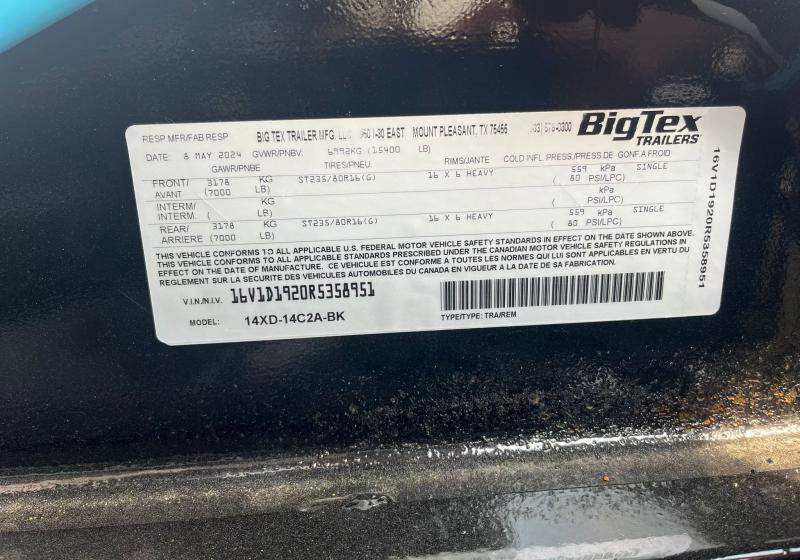 RESP MFR/FAB RESP BIG TEX TRAILER MFG, LLC I-30 EAST MOUNT PLEASANT, TX 75455 BigTex
TRAILERS
DATE: 8 MAY 2024 GVWR/PNBV: 6992KG (15400 LB)
GAWR/PNBE TIRES/PNEU. RIMS/JANTE COLD INFL PRESS/PRESS.DE GONF A FROID
FRONT/ 3178 KG ST235/80R16(G) 16 X 6 HEAVY 559 kPa SINGLE
AVANT (7000 LB) ( 80 PSI/LPC)
INTERM/ KG kPa
INTERM. ( LB) ( PSI/LPC)
REAR/ 3178 KG ST235/80R16(G) 16 X 6 HEAVY 559 kPa SINGLE
ARRIERE (7000 LB) ( 80 PSI/LPC)
THIS VEHICLE CONFORMS TO ALL APPLICABLE U.S. FEDERAL MOTOR VEHICLE SAFETY STANDARDS IN EFFECT ON THE DATE OF MANUFACTURE SHOWN ABOVE.
THIS VEHICLE CONFORMS TO ALL APPLICABLE STANDARDS PRESCRIBED UNDER THE CANADIAN MOTOR VEHICLE SAFETY REGULATIONS IN
EFFECT ON THE DATE OF MANUFACTURE. CE VEHICULE EST CONFORME A TOUTES LES NORMES QUI LUI SONT APPLICABLES EN VERTU DU
REGLEMENT SUR LA SECURITE DES VEHICULES AUTOMOBILES DU CANADA EN VIGUEUR A LA DATE DE SA FABRICATION.
V.I.N./N.I.V. 16V1D1920R5358951
MODEL: 14XD-14C2A-BK TYPE/TYPE: TRA/REM
16V1D1920R5358951